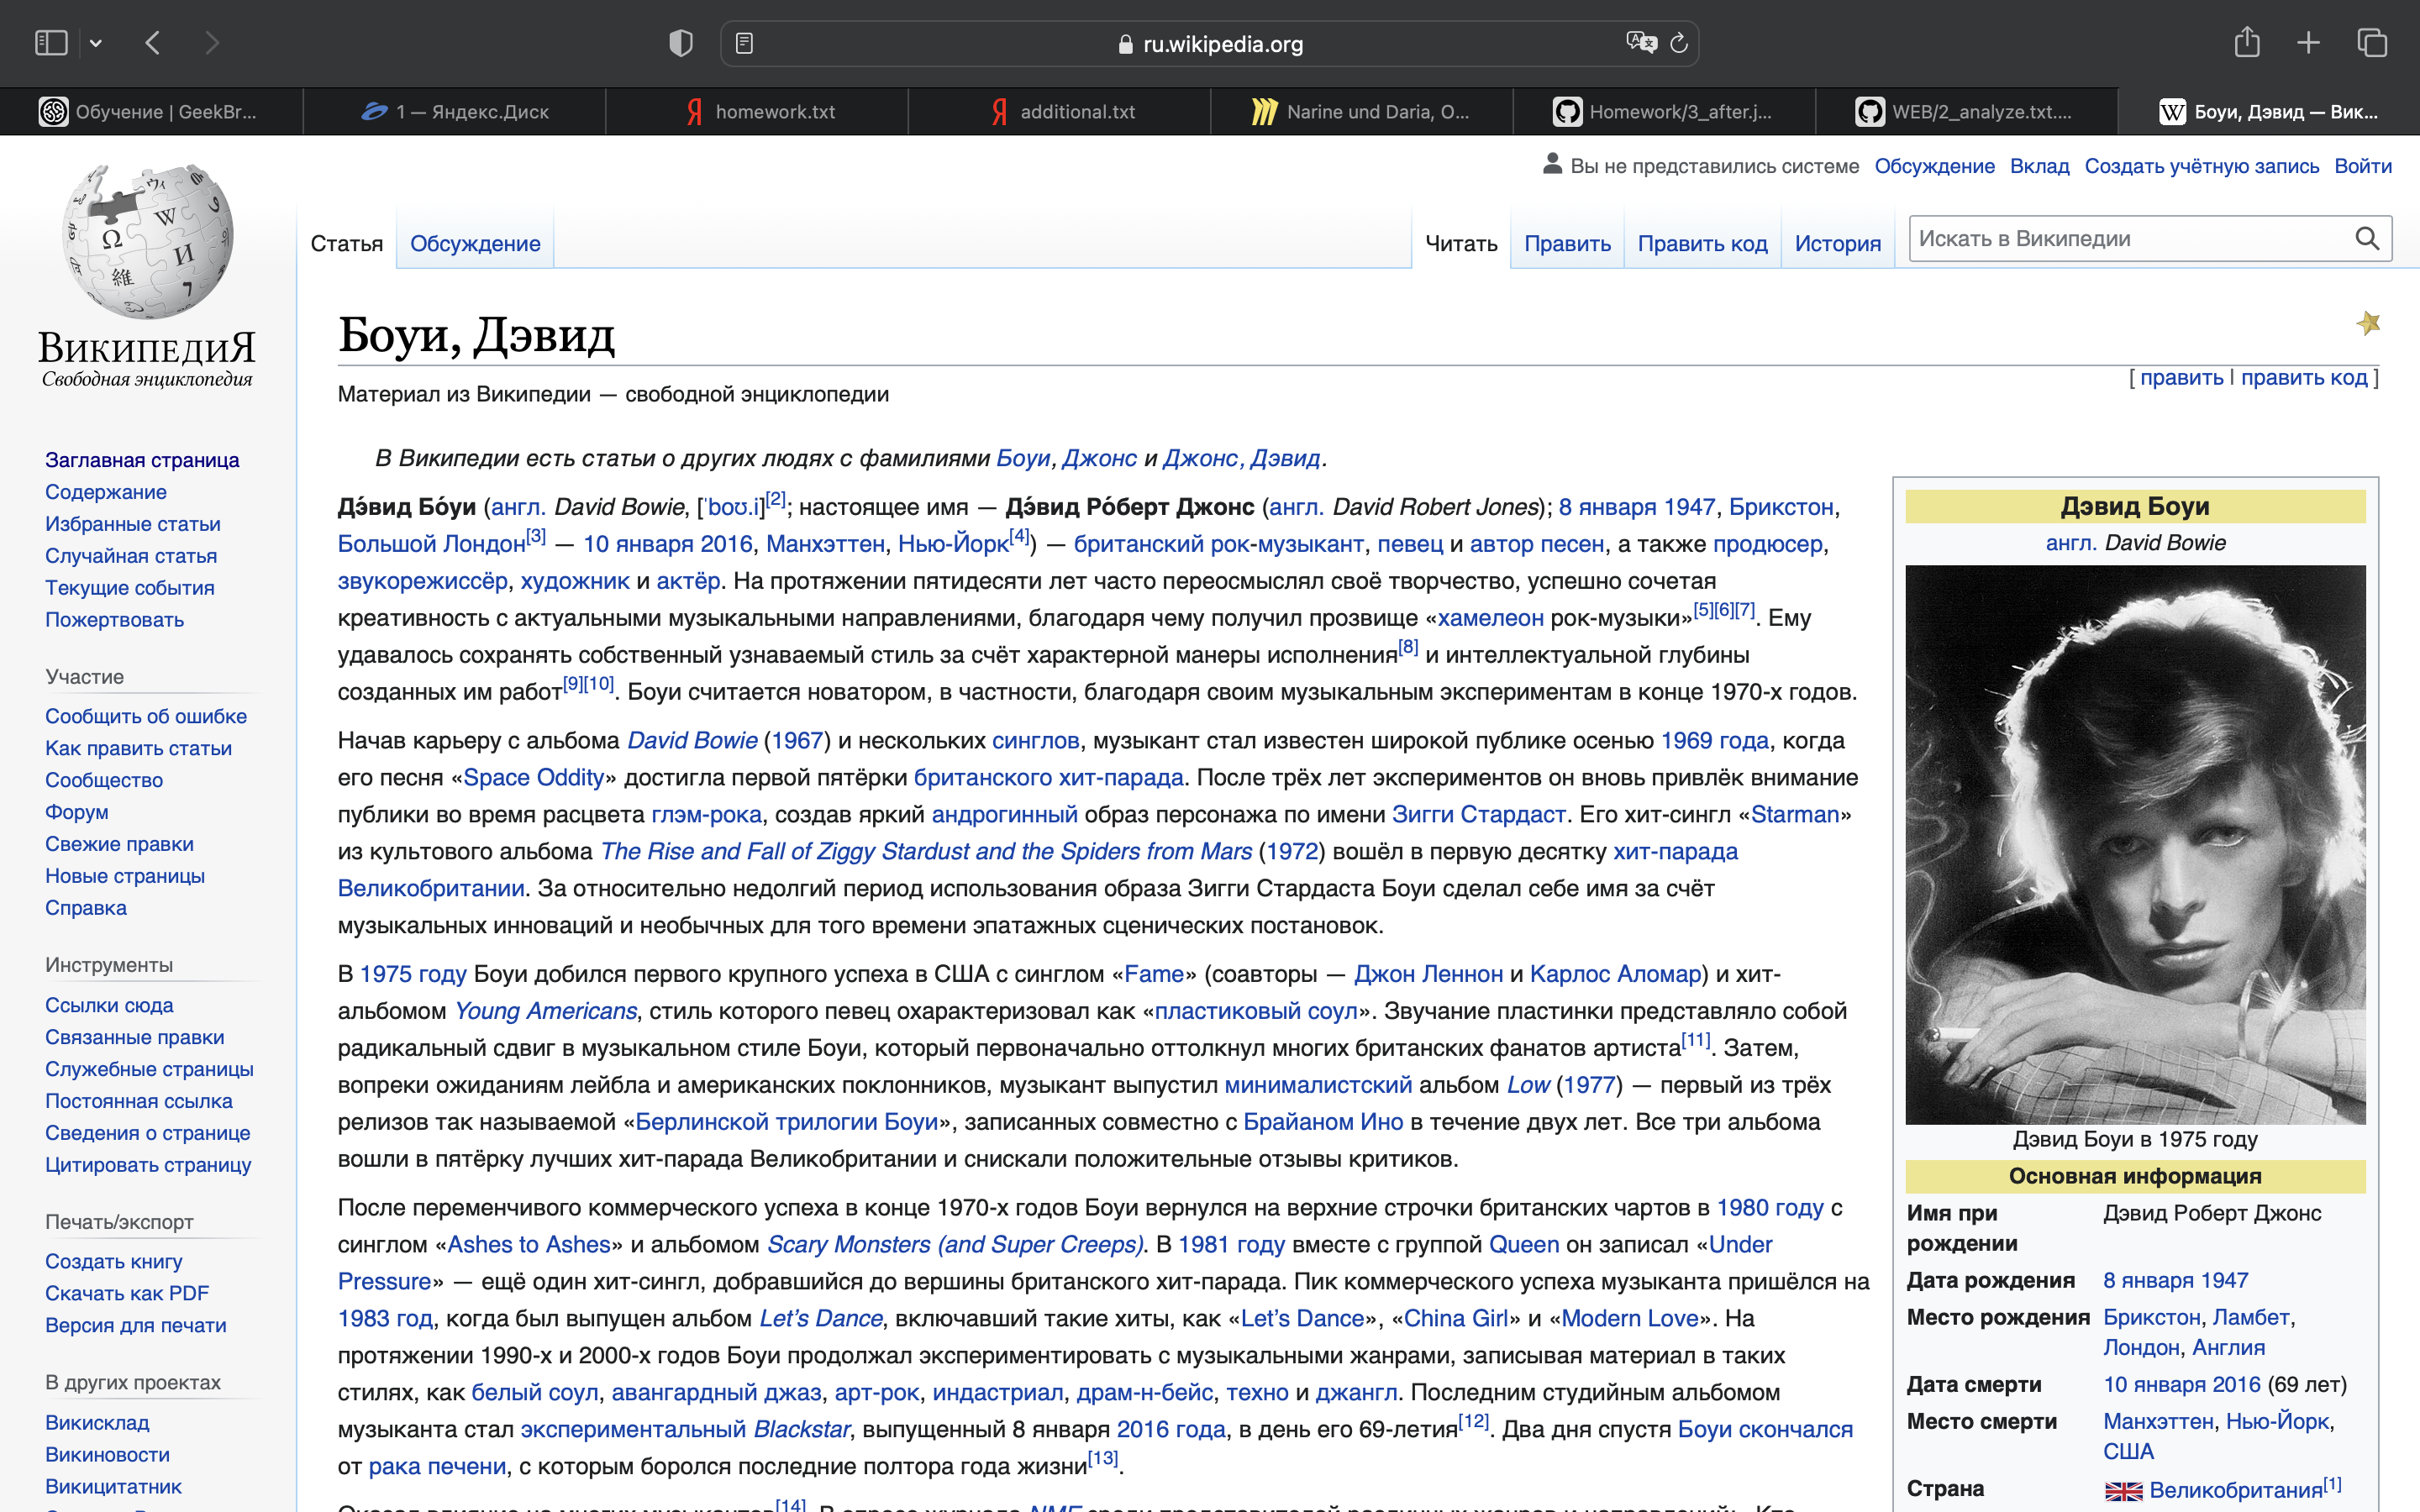 ru.wikipedia.org
Обучение | GeekBr...
1 — Яндекс.Диск
homework.txt
additional.txt
Narine und Daria, O...
Homework/3_after.j...
WEB/2_analyze.txt....
Боуи, Дэвид — Вик...
Вы не представились системе Обсуждение Вклад Создать учётную запись Войти
Статья Обсуждение Читать Править Править код История Искать в Википедии
ВикипедиЯ
Свободная энциклопедия
Заглавная страница
Содержание
Избранные статьи
Случайная статья
Текущие события
Пожертвовать
Участие
Сообщить об ошибке
Как править статьи
Сообщество
Форум
Свежие правки
Новые страницы
Справка
Инструменты
Ссылки сюда
Связанные правки
Служебные страницы
Постоянная ссылка
Сведения о странице
Цитировать страницу
Печать/экспорт
Создать книгу
Скачать как PDF
Версия для печати
В других проектах
Викисклад
Викиновости
Викицитатник
Боуи, Дэвид
[ править | править код ]
Материал из Википедии — свободной энциклопедии
В Википедии есть статьи о других людях с фамилиями Боуи, Джонс и Джонс, Дэвид.
Дэ́вид Бо́уи (англ. David Bowie, [ˈboʊ.i][2]; настоящее имя — Дэ́вид Ро́берт Джонс (англ. David Robert Jones); 8 января 1947, Брикстон,
Большой Лондон[3] — 10 января 2016, Манхэттен, Нью-Йорк[4]) — британский рок-музыкант, певец и автор песен, а также продюсер,
звукорежиссёр, художник и актёр. На протяжении пятидесяти лет часто переосмыслял своё творчество, успешно сочетая
креативность с актуальными музыкальными направлениями, благодаря чему получил прозвище «хамелеон рок-музыки»[5][6][7]. Ему
удавалось сохранять собственный узнаваемый стиль за счёт характерной манеры исполнения[8] и интеллектуальной глубины
созданных им работ[9][10]. Боуи считается новатором, в частности, благодаря своим музыкальным экспериментам в конце 1970-х годов.
Начав карьеру с альбома David Bowie (1967) и нескольких синглов, музыкант стал известен широкой публике осенью 1969 года, когда
его песня «Space Oddity» достигла первой пятёрки британского хит-парада. После трёх лет экспериментов он вновь привлёк внимание
публики во время расцвета глэм-рока, создав яркий андрогинный образ персонажа по имени Зигги Стардаст. Его хит-сингл «Starman»
из культового альбома The Rise and Fall of Ziggy Stardust and the Spiders from Mars (1972) вошёл в первую десятку хит-парада
Великобритании. За относительно недолгий период использования образа Зигги Стардаста Боуи сделал себе имя за счёт
музыкальных инноваций и необычных для того времени эпатажных сценических постановок.
В 1975 году Боуи добился первого крупного успеха в США с синглом «Fame» (соавторы — Джон Леннон и Карлос Аломар) и хит-
альбомом Young Americans, стиль которого певец охарактеризовал как «пластиковый соул». Звучание пластинки представляло собой
радикальный сдвиг в музыкальном стиле Боуи, который первоначально оттолкнул многих британских фанатов артиста[11]. Затем,
вопреки ожиданиям лейбла и американских поклонников, музыкант выпустил минималистский альбом Low (1977) — первый из трёх
релизов так называемой «Берлинской трилогии Боуи», записанных совместно с Брайаном Ино в течение двух лет. Все три альбома
вошли в пятёрку лучших хит-парада Великобритании и снискали положительные отзывы критиков.
После переменчивого коммерческого успеха в конце 1970-х годов Боуи вернулся на верхние строчки британских чартов в 1980 году с
синглом «Ashes to Ashes» и альбомом Scary Monsters (and Super Creeps). В 1981 году вместе с группой Queen он записал «Under
Pressure» — ещё один хит-сингл, добравшийся до вершины британского хит-парада. Пик коммерческого успеха музыканта пришёлся на
1983 год, когда был выпущен альбом Let’s Dance, включавший такие хиты, как «Let’s Dance», «China Girl» и «Modern Love». На
протяжении 1990-х и 2000-х годов Боуи продолжал экспериментировать с музыкальными жанрами, записывая материал в таких
стилях, как белый соул, авангардный джаз, арт-рок, индастриал, драм-н-бейс, техно и джангл. Последним студийным альбомом
музыканта стал экспериментальный Blackstar, выпущенный 8 января 2016 года, в день его 69-летия[12]. Два дня спустя Боуи скончался
от рака печени, с которым боролся последние полтора года жизни[13].
Дэвид Боуи
англ. David Bowie
Дэвид Боуи в 1975 году
Основная информация
Имя при рождении Дэвид Роберт Джонс
Дата рождения 8 января 1947
Место рождения Брикстон, Ламбет,
Лондон, Англия
Дата смерти 10 января 2016 (69 лет)
Место смерти Манхэттен, Нью-Йорк,
США
Страна Великобритания[1]